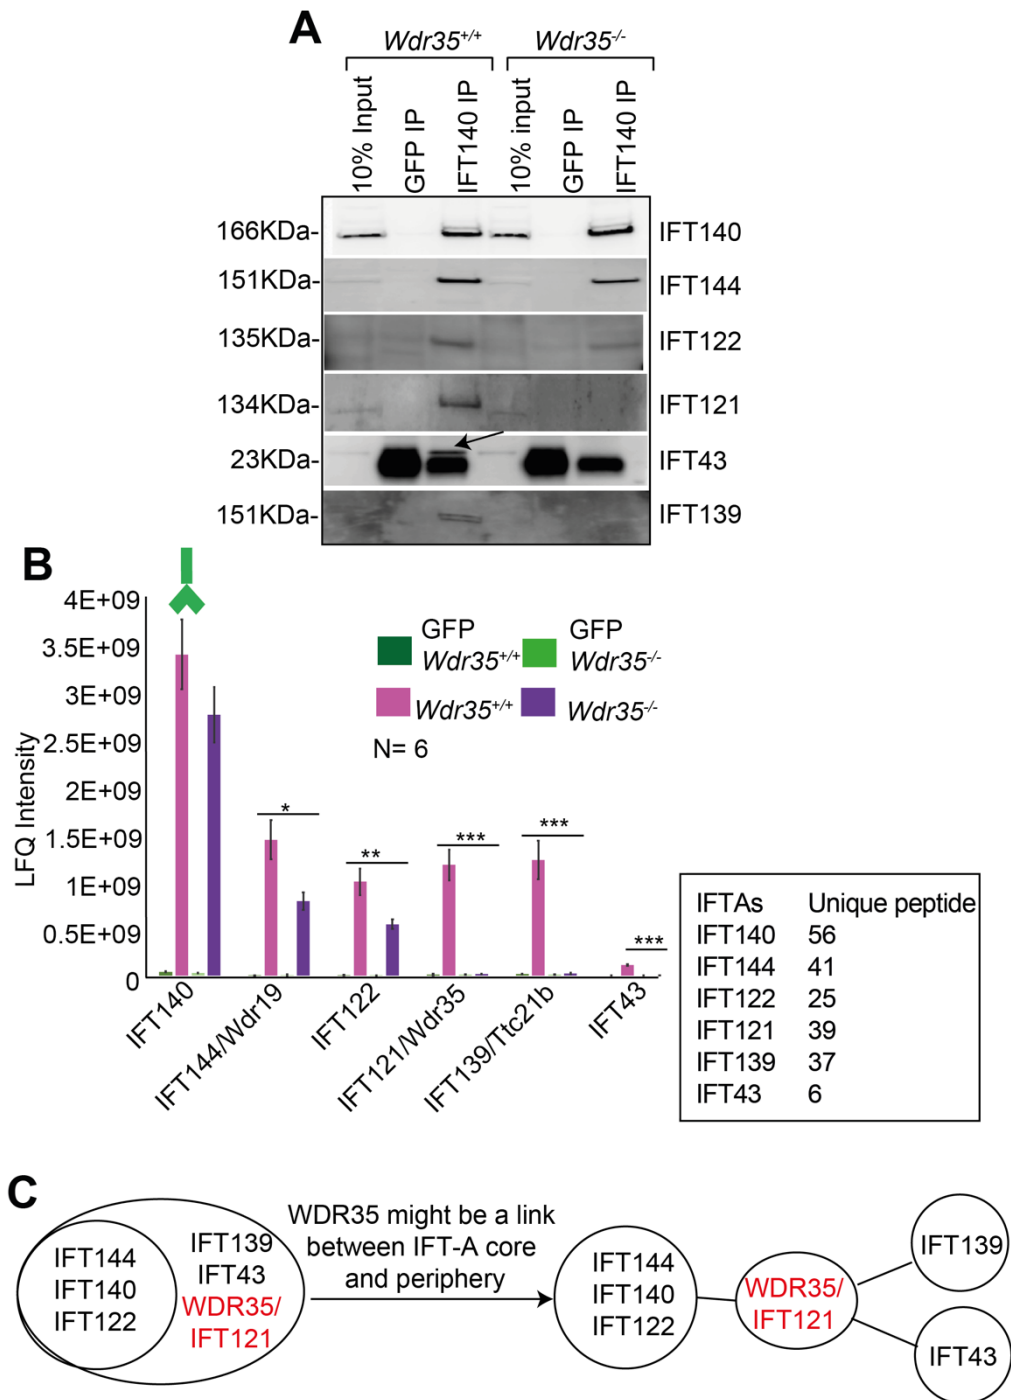 A
Wdr35+/+ Wdr35-/-
10% Input
GFP IP
IFT140 IP
10% input
GFP IP
IFT140 IP
166KDa- IFT140
151KDa- IFT144
135KDa- IFT122
134KDa- IFT121
23KDa- IFT43
151KDa- IFT139
B
4E+09
3.5E+09
3E+09
2.5E+09
2E+09
1.5E+09
1E+09
0.5E+09
0
LFQ Intensity
GFP Wdr35+/+
GFP Wdr35-/-
Wdr35+/+
Wdr35-/-
N= 6
*
**
***
***
***
IFT140
IFT144/Wdr19
IFT122
IFT121/Wdr35
IFT139/Ttc21b
IFT43
IFTAs Unique peptide
IFT140 56
IFT144 41
IFT122 25
IFT121 39
IFT139 37
IFT43 6
C
IFT144
IFT140
IFT122
IFT139
IFT43
WDR35/
IFT121
WDR35 might be a link
between IFT-A core
and periphery
IFT144
IFT140
IFT122
WDR35/
IFT121
IFT139
IFT43